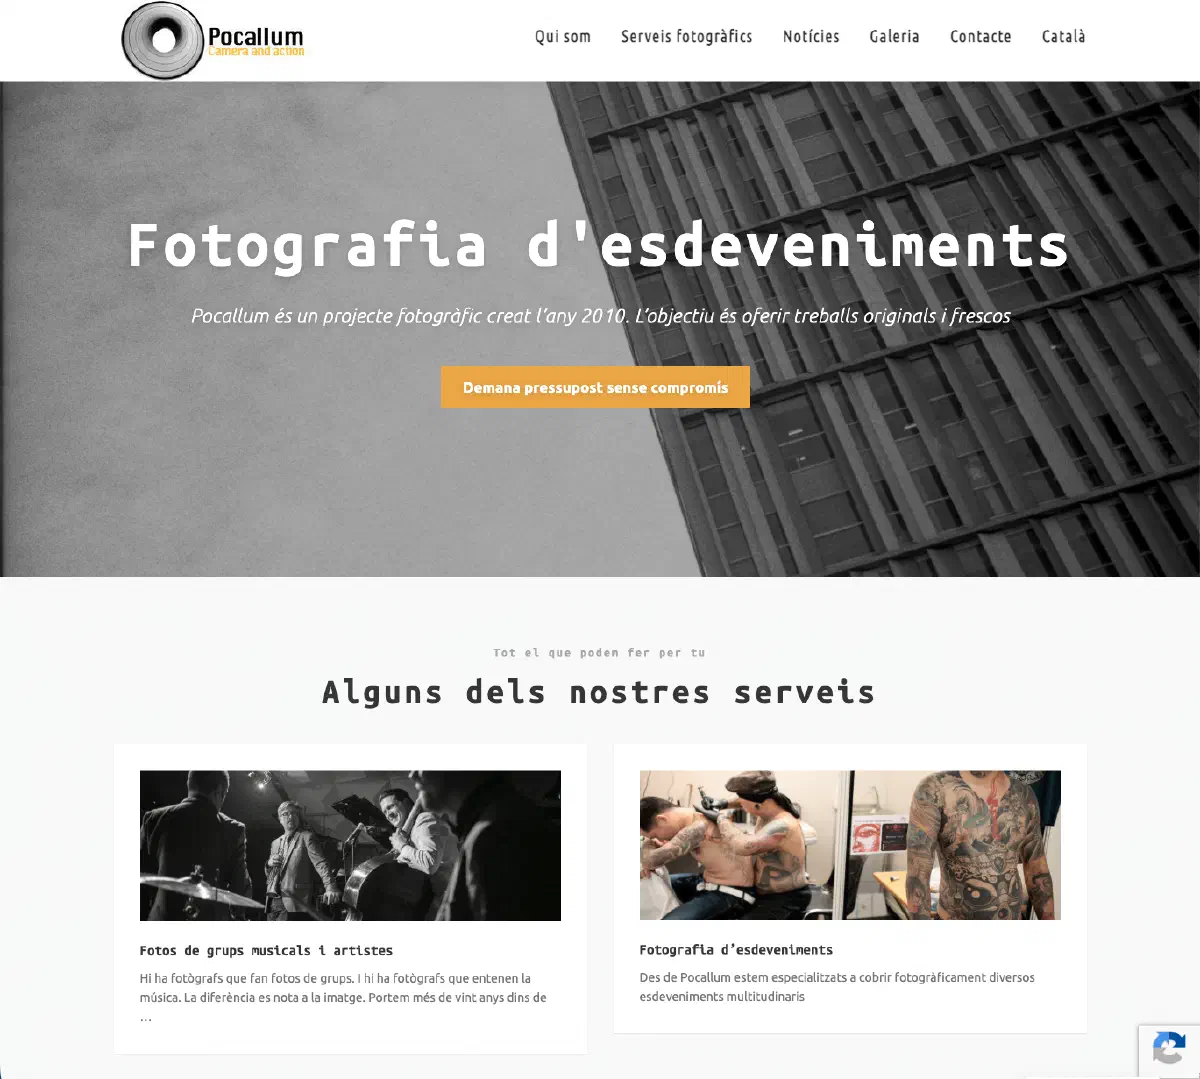 Pocallum
Camera and action
Qui som
Serveis fotogràfics
Notícies
Galeria
Contacte
Català
Fotografia d'esdeveniments
Pocallum és un projecte fotogràfic creat l’any 2010. L’objectiu és oferir treballs originals i frescos
Demana pressupost sense compromís
Tot el que podem fer per tu
Alguns dels nostres serveis
Fotos de grups musicals i artistes
Hi ha fotògrafs que fan fotos de grups. I hi ha fotògrafs que entenen la
música. La diferència es nota a la imatge. Portem més de vint anys dins de
…
Fotografia d’esdeveniments
Des de Pocallum estem especialitzats a cobrir fotogràficament diversos
esdeveniments multitudinaris